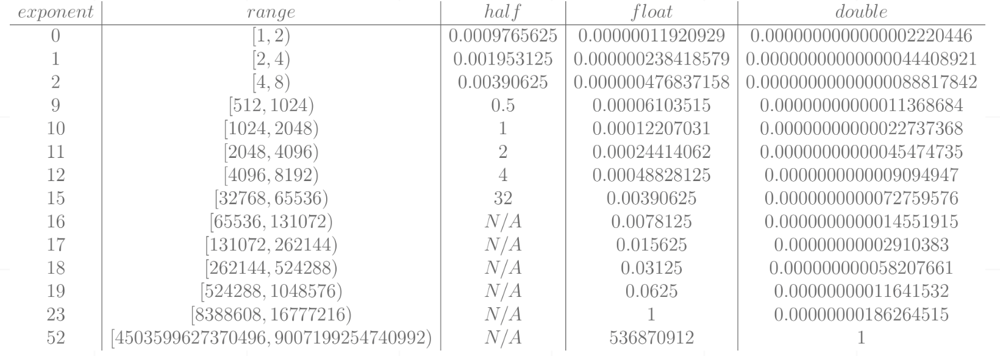 exponent range half float double
0 [1, 2) 0.0009765625 0.00000011920929 0.0000000000000002220446
1 [2, 4) 0.001953125 0.000000238418579 0.00000000000000044408921
2 [4, 8) 0.00390625 0.000000476837158 0.00000000000000088817842
9 [512, 1024) 0.5 0.00006103515 0.00000000000011368684
10 [1024, 2048) 1 0.00012207031 0.00000000000022737368
11 [2048, 4096) 2 0.00024414062 0.00000000000045474735
12 [4096, 8192) 4 0.00048828125 0.0000000000009094947
15 [32768, 65536) 32 0.00390625 0.0000000000072759576
16 [65536, 131072) N/A 0.0078125 0.0000000000014551915
17 [131072, 262144) N/A 0.015625 0.00000000002910383
18 [262144, 524288) N/A 0.03125 0.000000000058207661
19 [524288, 1048576) N/A 0.0625 0.00000000011641532
23 [8388608, 16777216) N/A 1 0.00000000186264515
52 [4503599627370496, 9007199254740992) N/A 536870912 1